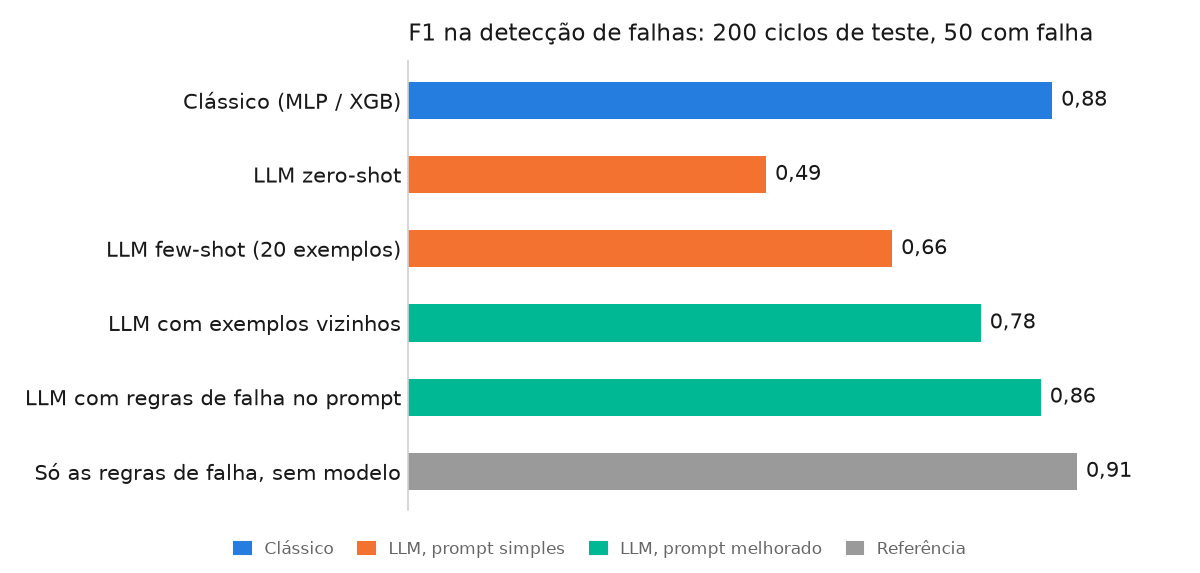 F1 na detecção de falhas: 200 ciclos de teste, 50 com falha
Clássico (MLP / XGB) 0,88
LLM zero-shot 0,49
LLM few-shot (20 exemplos) 0,66
LLM com exemplos vizinhos 0,78
LLM com regras de falha no prompt 0,86
Só as regras de falha, sem modelo 0,91
Clássico LLM, prompt simples LLM, prompt melhorado Referência